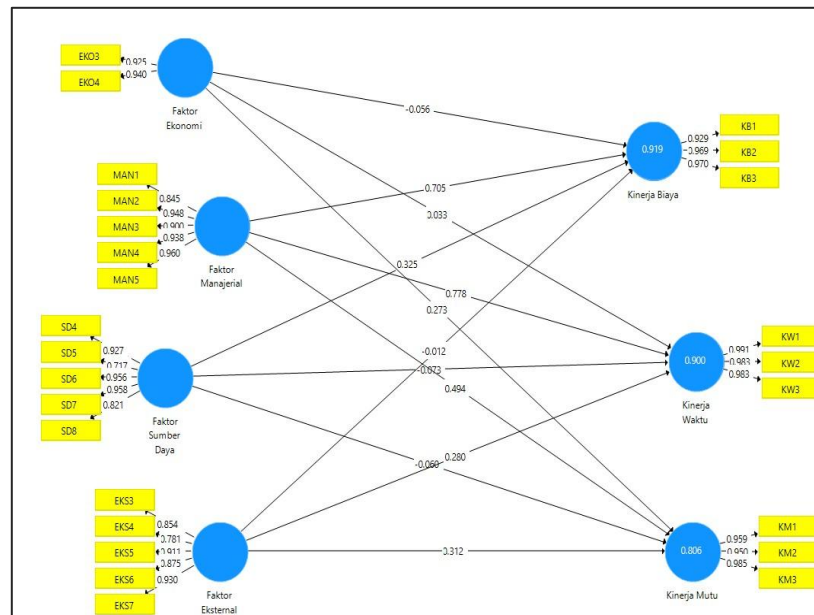 EKO3
0.925
EKO4
0.940
Faktor
Ekonomi
-0.056
0.033
0.273
MAN1
0.845
MAN2
0.948
MAN3
0.900
MAN4
0.938
MAN5
0.960
Faktor
Manajerial
0.705
0.778
0.494
SD4
0.927
SD5
0.717
SD6
0.956
SD7
0.958
SD8
0.821
Faktor
Sumber
Daya
0.325
-0.073
-0.060
EKS3
0.854
EKS4
0.781
EKS5
0.911
EKS6
0.875
EKS7
0.930
Faktor
Eksternal
-0.012
0.280
0.312
0.919
Kinerja Biaya
0.929
KB1
0.969
KB2
0.970
KB3
0.900
Kinerja
Waktu
0.991
KW1
0.983
KW2
0.983
KW3
0.806
Kinerja Mutu
0.959
KM1
0.950
KM2
0.985
KM3